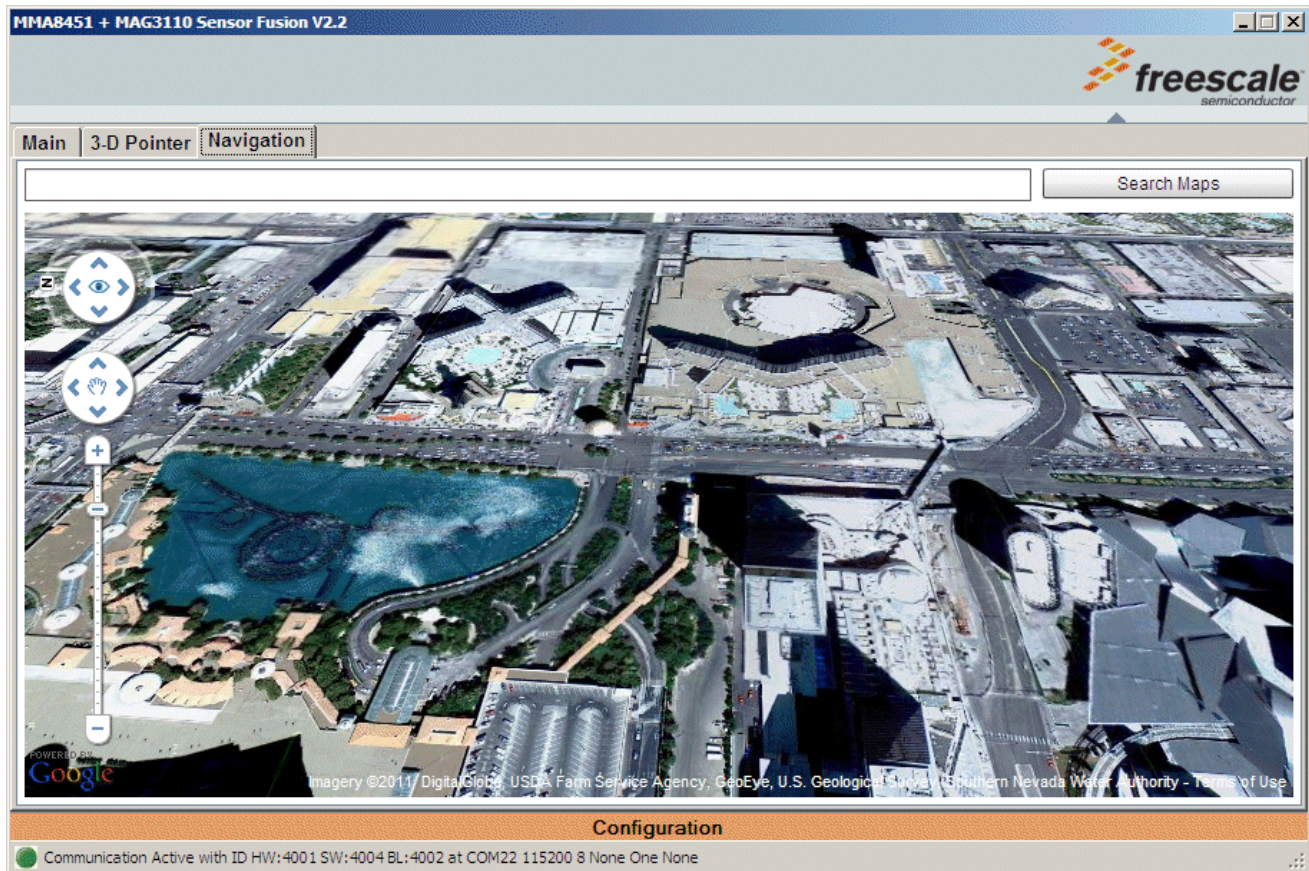 MMA8451 + MAG3110 Sensor Fusion V2.2
freescale
semiconductor
Main
3-D Pointer
Navigation
Search Maps
N
POWERED BY
Google
Imagery ©2011, DigitalGlobe, USDA Farm Service Agency, GeoEye, U.S. Geological Survey, Southern Nevada Water Authority - Terms of Use
Configuration
Communication Active with ID HW:4001 SW:4004 BL:4002 at COM22 115200 8 None One None